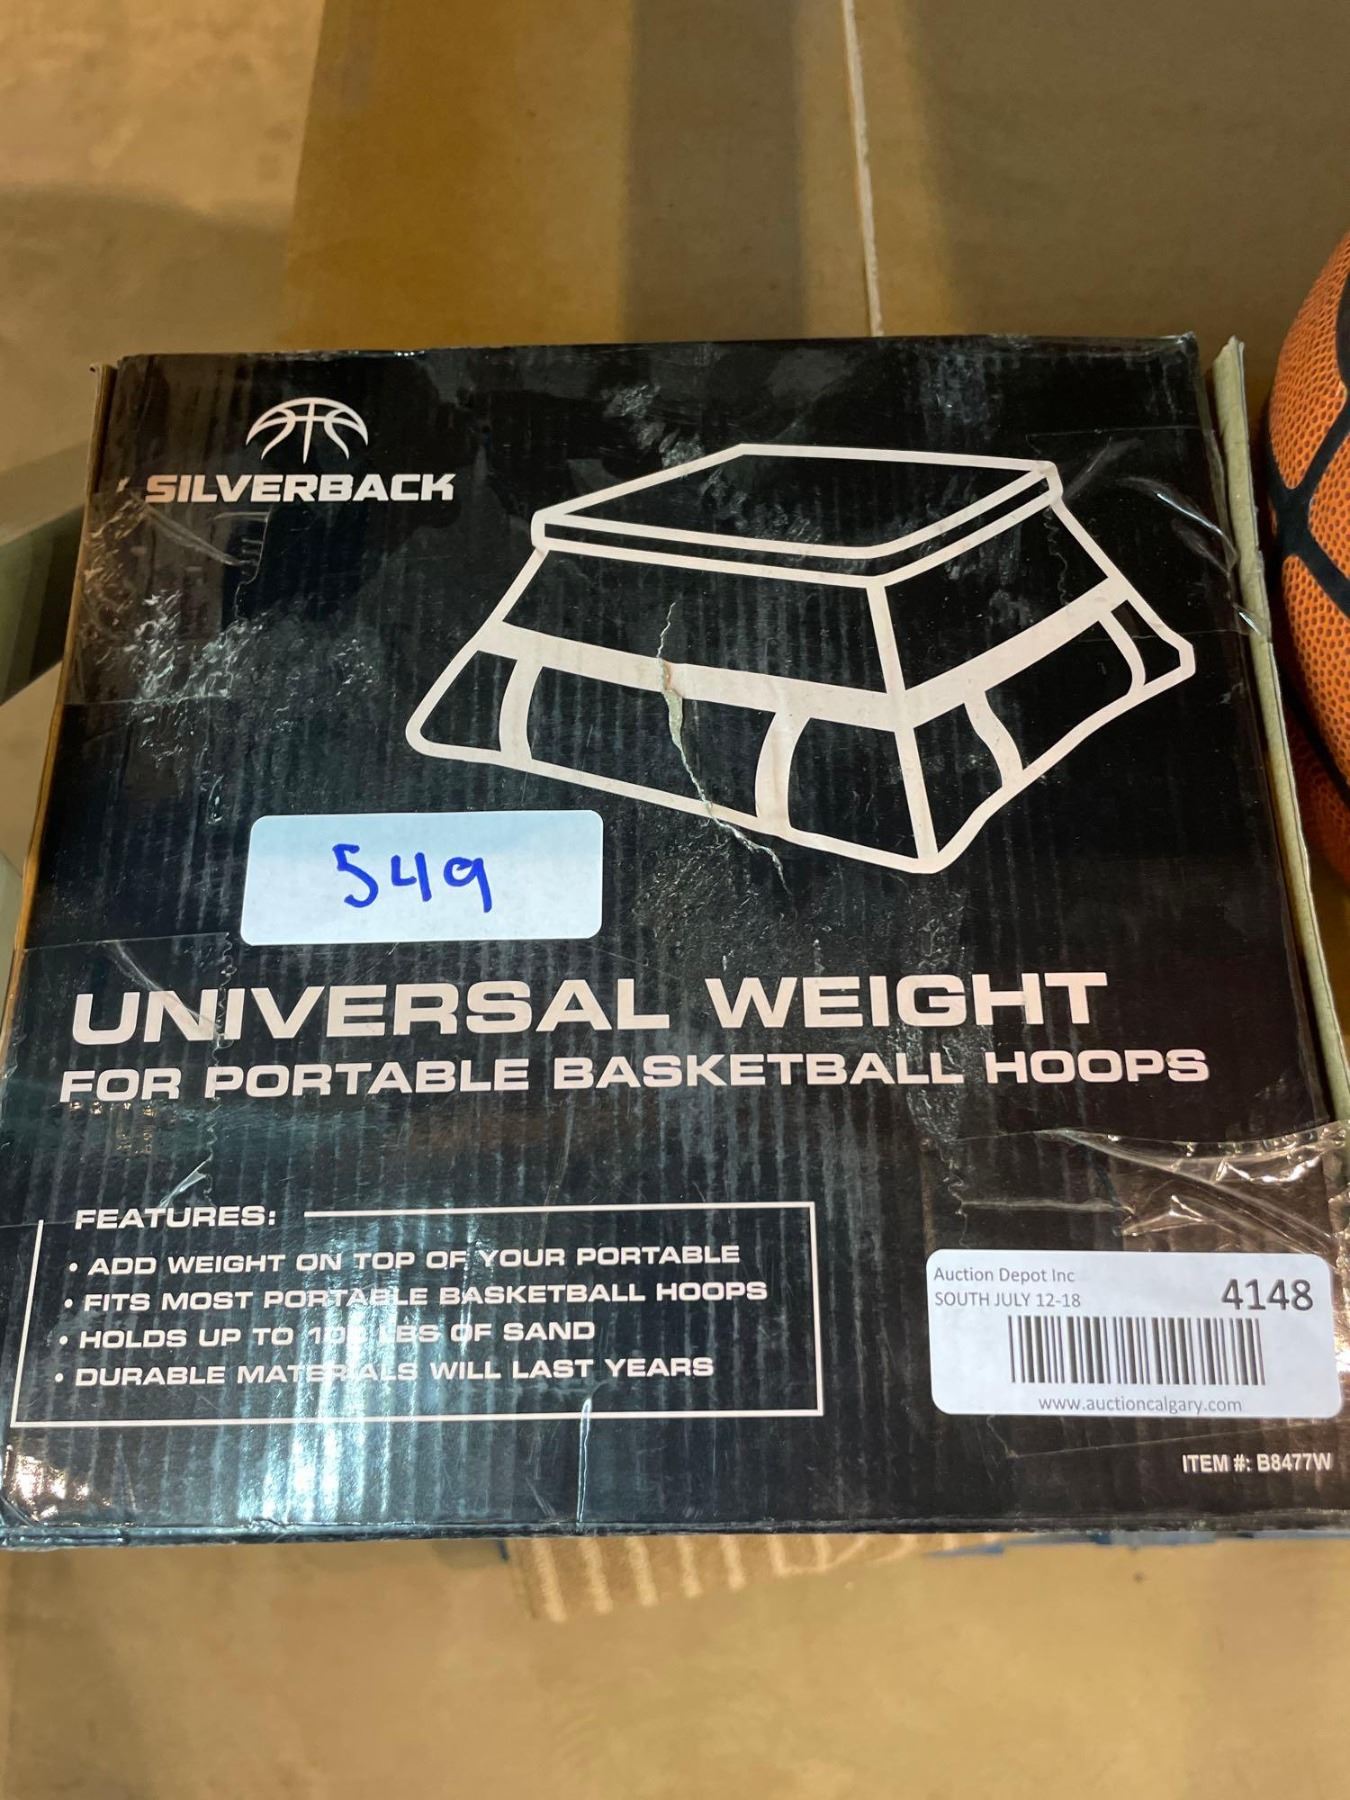 SILVERBACK
549
UNIVERSAL WEIGHT
FOR PORTABLE BASKETBALL HOOPS
FEATURES:
• ADD WEIGHT ON TOP OF YOUR PORTABLE
• FITS MOST PORTABLE BASKETBALL HOOPS
• HOLDS UP TO 100 LBS OF SAND
• DURABLE MATERIALS WILL LAST YEARS
Auction Depot Inc
SOUTH JULY 12-18
4148
www.auctioncalgary.com
ITEM #: B8477W